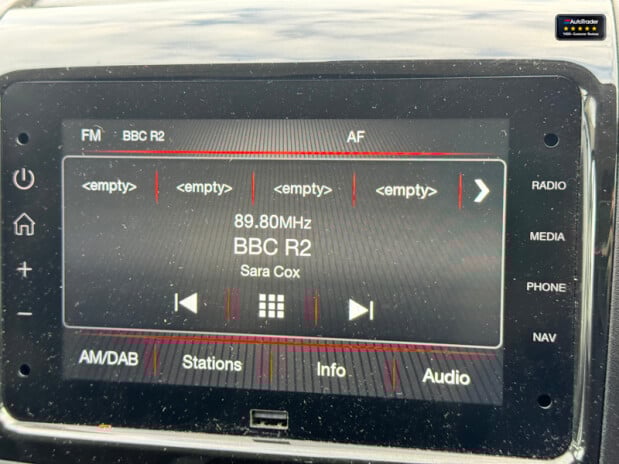 AutoTrader
FM BBC R2 AF
<empty> <empty> <empty> <empty>
89.80MHz
BBC R2
Sara Cox
AM/DAB Stations Info Audio
RADIO
MEDIA
PHONE
NAV